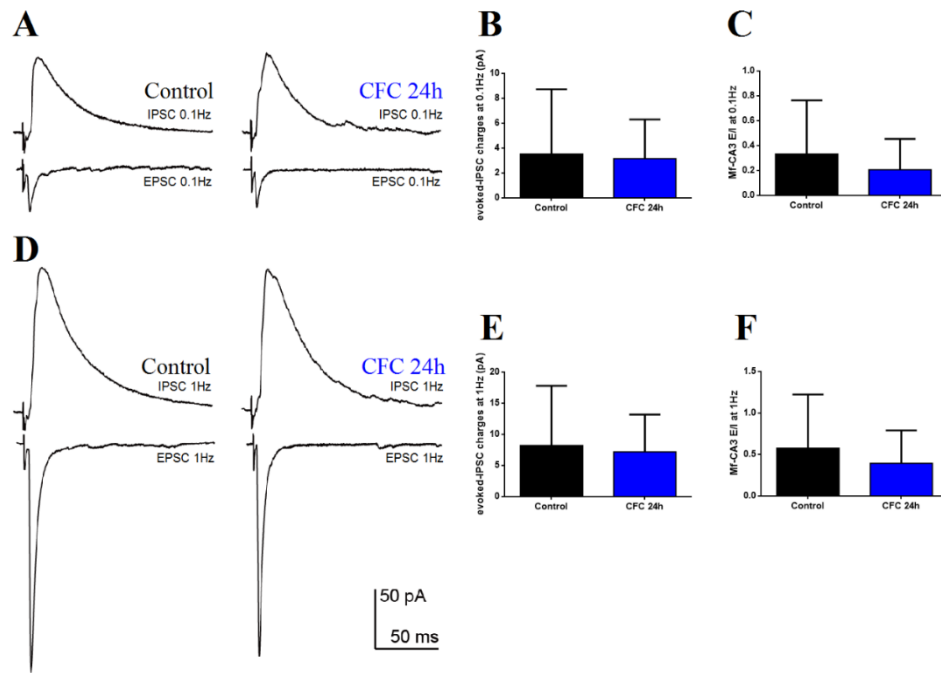 A
Control
IPSC 0.1Hz
EPSC 0.1Hz
CFC 24h
IPSC 0.1Hz
EPSC 0.1Hz
B
evoked-IPSC charges at 0.1Hz (pA)
10
8
6
4
2
0
Control
CFC 24h
C
Mf-CA3 E/I at 0.1Hz
1.0
0.8
0.6
0.4
0.2
0.0
Control
CFC 24h
D
Control
IPSC 1Hz
EPSC 1Hz
CFC 24h
IPSC 1Hz
EPSC 1Hz
50 pA
50 ms
E
evoked-IPSC charges at 1Hz (pA)
20
15
10
5
0
Control
CFC 24h
F
Mf-CA3 E/I at 1Hz
1.5
1.0
0.5
0.0
Control
CFC 24h